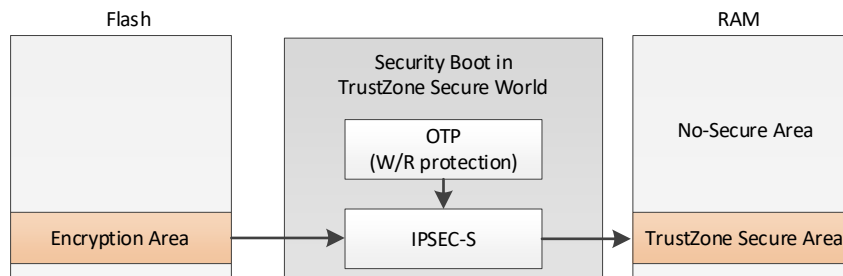 Flash
RAM
Security Boot in
TrustZone Secure World
OTP
(W/R protection)
No-Secure Area
Encryption Area
IPSEC-S
TrustZone Secure Area